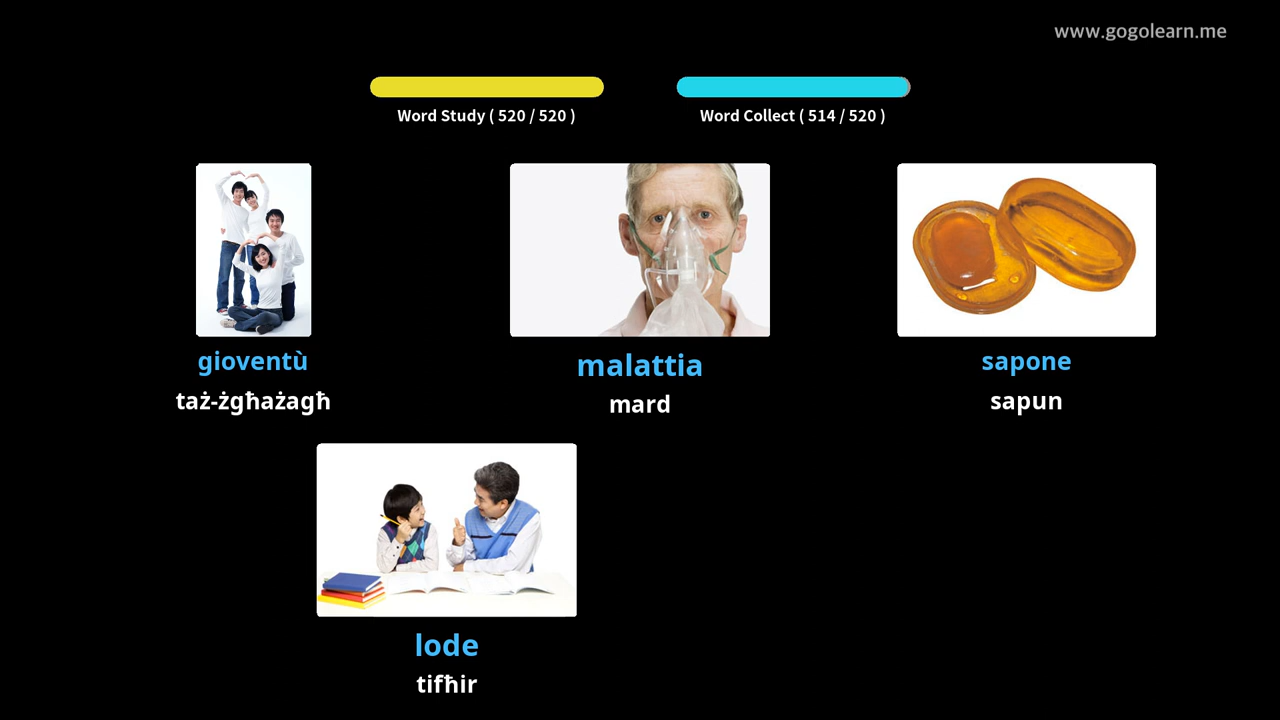 www.gogolearn.me
Word Study ( 520 / 520 )
Word Collect ( 514 / 520 )
gioventù
taż-żgħażagħ
malattia
mard
sapone
sapun
lode
tifħir